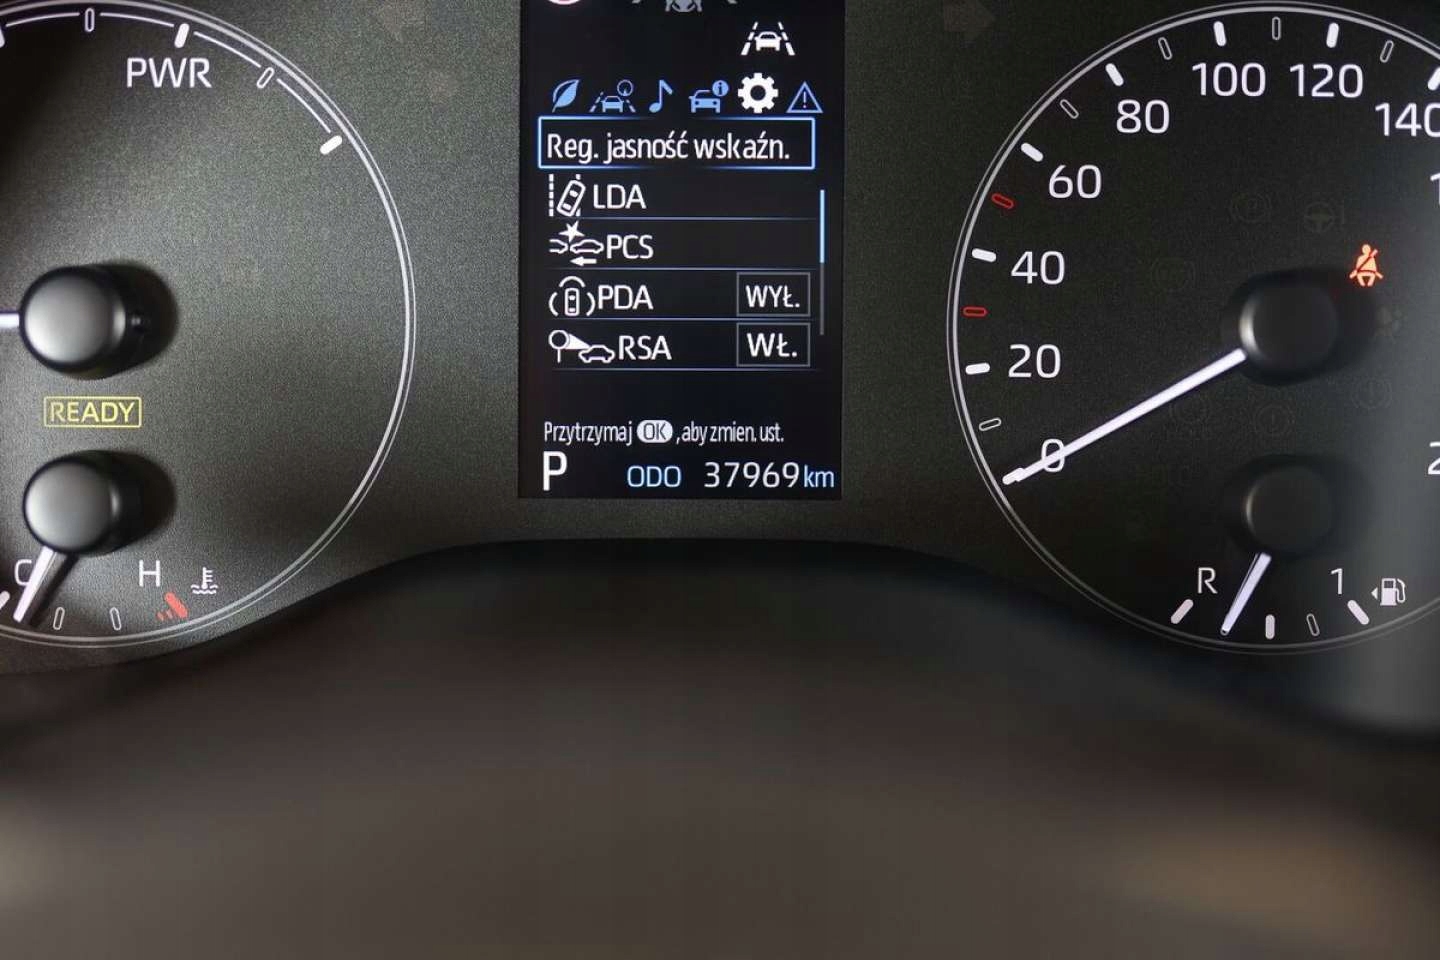 PWR
READY
C
H
Reg. jasność wskaźn.
LDA
PCS
PDA WYŁ.
RSA WŁ.
Przytrzymaj OK ,aby zmien. ust.
P ODO 37969 km
0
20
40
60
80
100
120
140
R
1